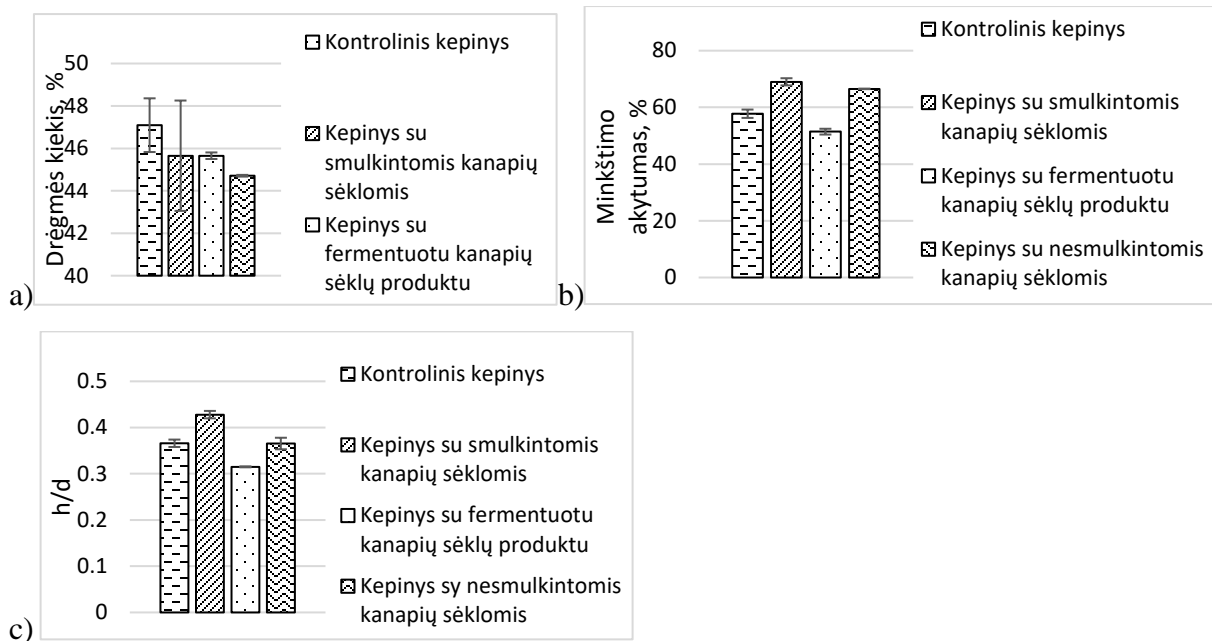 a)
Drėgmės kiekis, %
50
48
46
44
42
40
Kontrolinis kepinys
Kepinys su
smulkintomis kanapių
sėklomis
Kepinys su
fermentuotu kanapių
sėklų produktu
b)
Minkštimo
akytumas, %
80
60
40
20
0
Kontrolinis kepinys
Kepinys su smulkintomis
kanapių sėklomis
Kepinys su fermentuotu
kanapių sėklų produktu
Kepinys su nesmulkintomis
kanapių sėklomis
c)
h/d
0.5
0.4
0.3
0.2
0.1
0
Kontrolinis kepinys
Kepinys su smulkintomis
kanapių sėklomis
Kepinys su fermentuotu
kanapių sėklų produktu
Kepinys sy nesmulkintomis
kanapių sėklomis